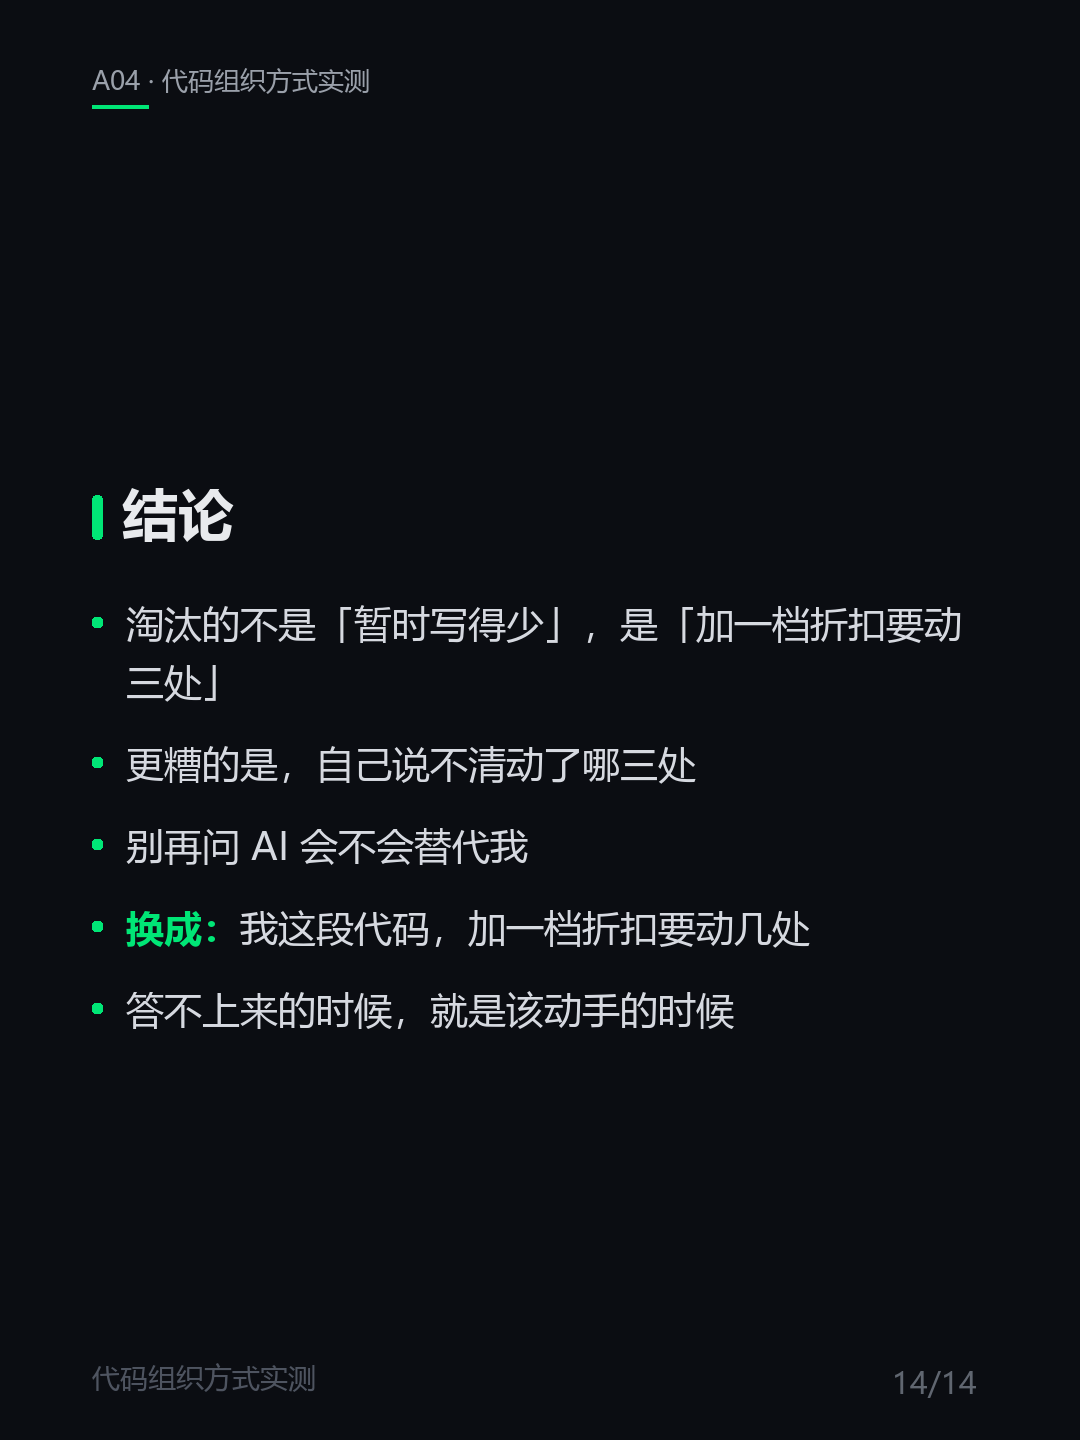 A04 · 代码组织方式实测
结论
淘汰的不是「暂时写得少」，是「加一档折扣要动
三处」
更糟的是，自己说不清动了哪三处
别再问 AI 会不会替代我
换成：我这段代码，加一档折扣要动几处
答不上来的时候，就是该动手的时候
代码组织方式实测
14/14